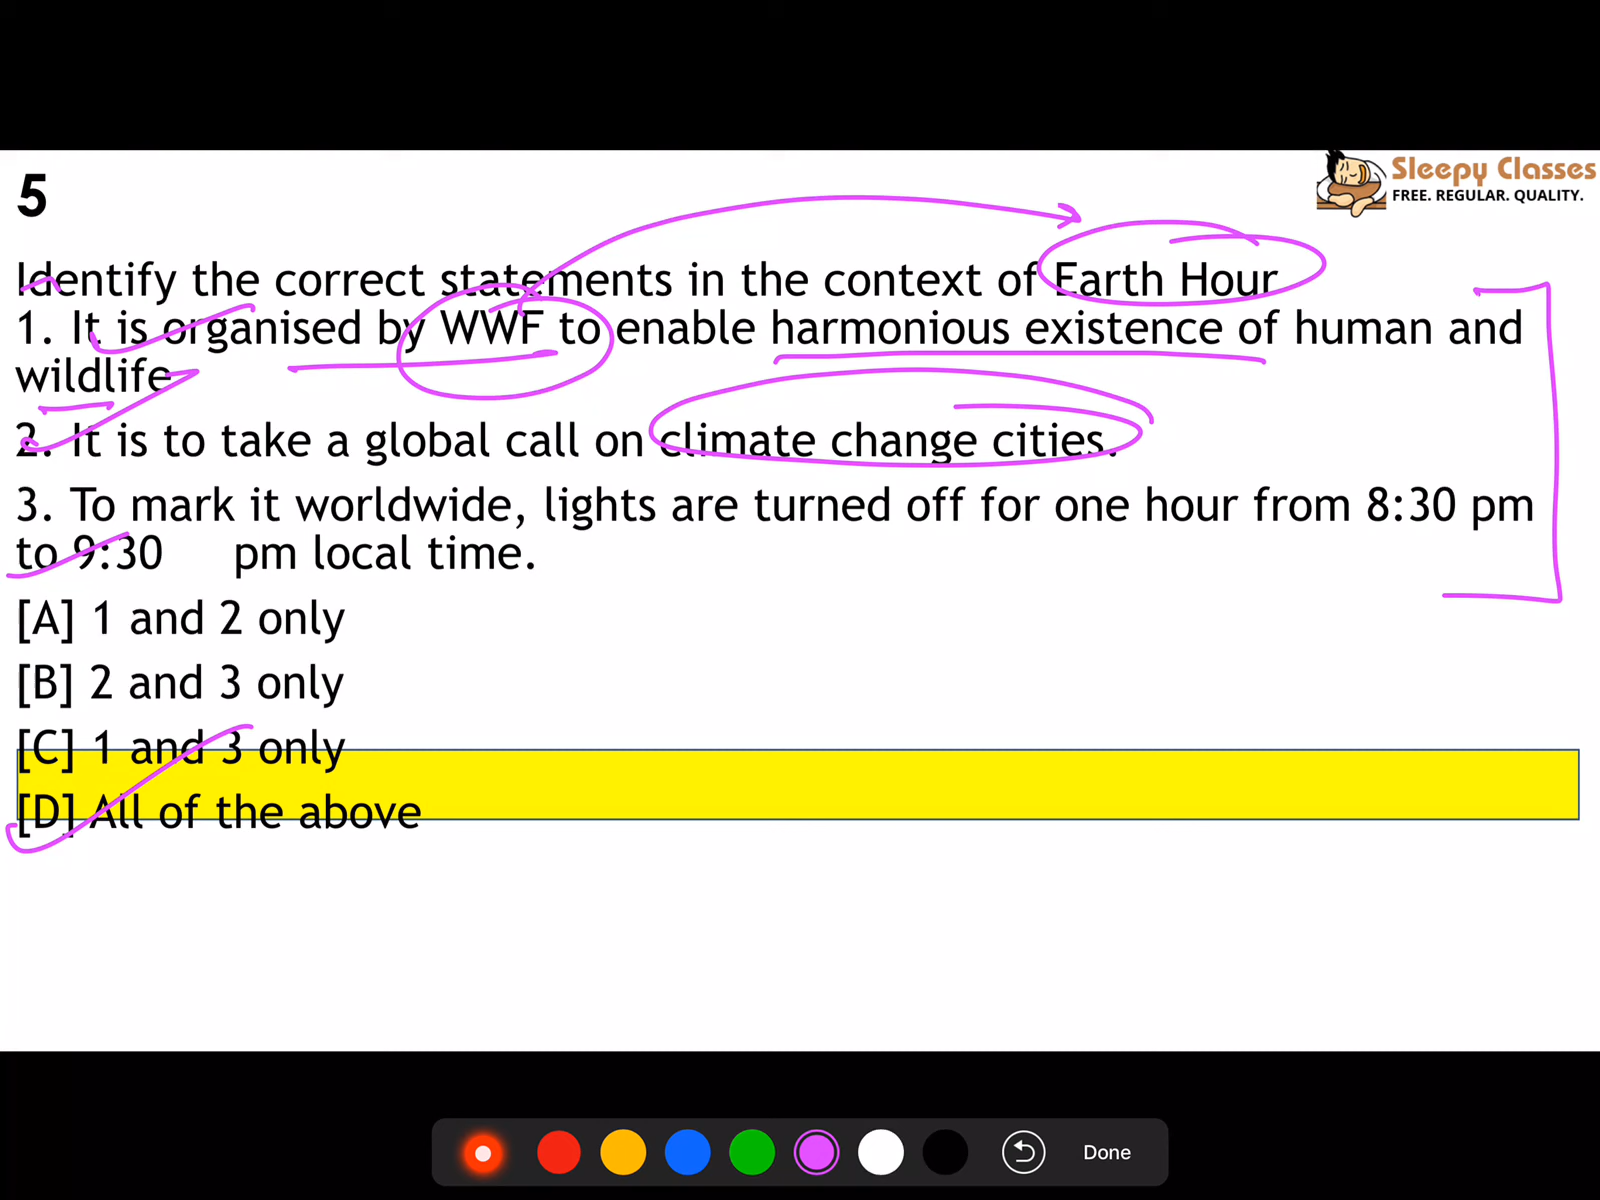 Sleepy Classes
FREE. REGULAR. QUALITY.
5
Identify the correct statements in the context of Earth Hour
1. It is organised by WWF to enable harmonious existence of human and
wildlife
2. It is to take a global call on climate change cities.
3. To mark it worldwide, lights are turned off for one hour from 8:30 pm
to 9:30 pm local time.
[A] 1 and 2 only
[B] 2 and 3 only
[C] 1 and 3 only
[D] All of the above
Done